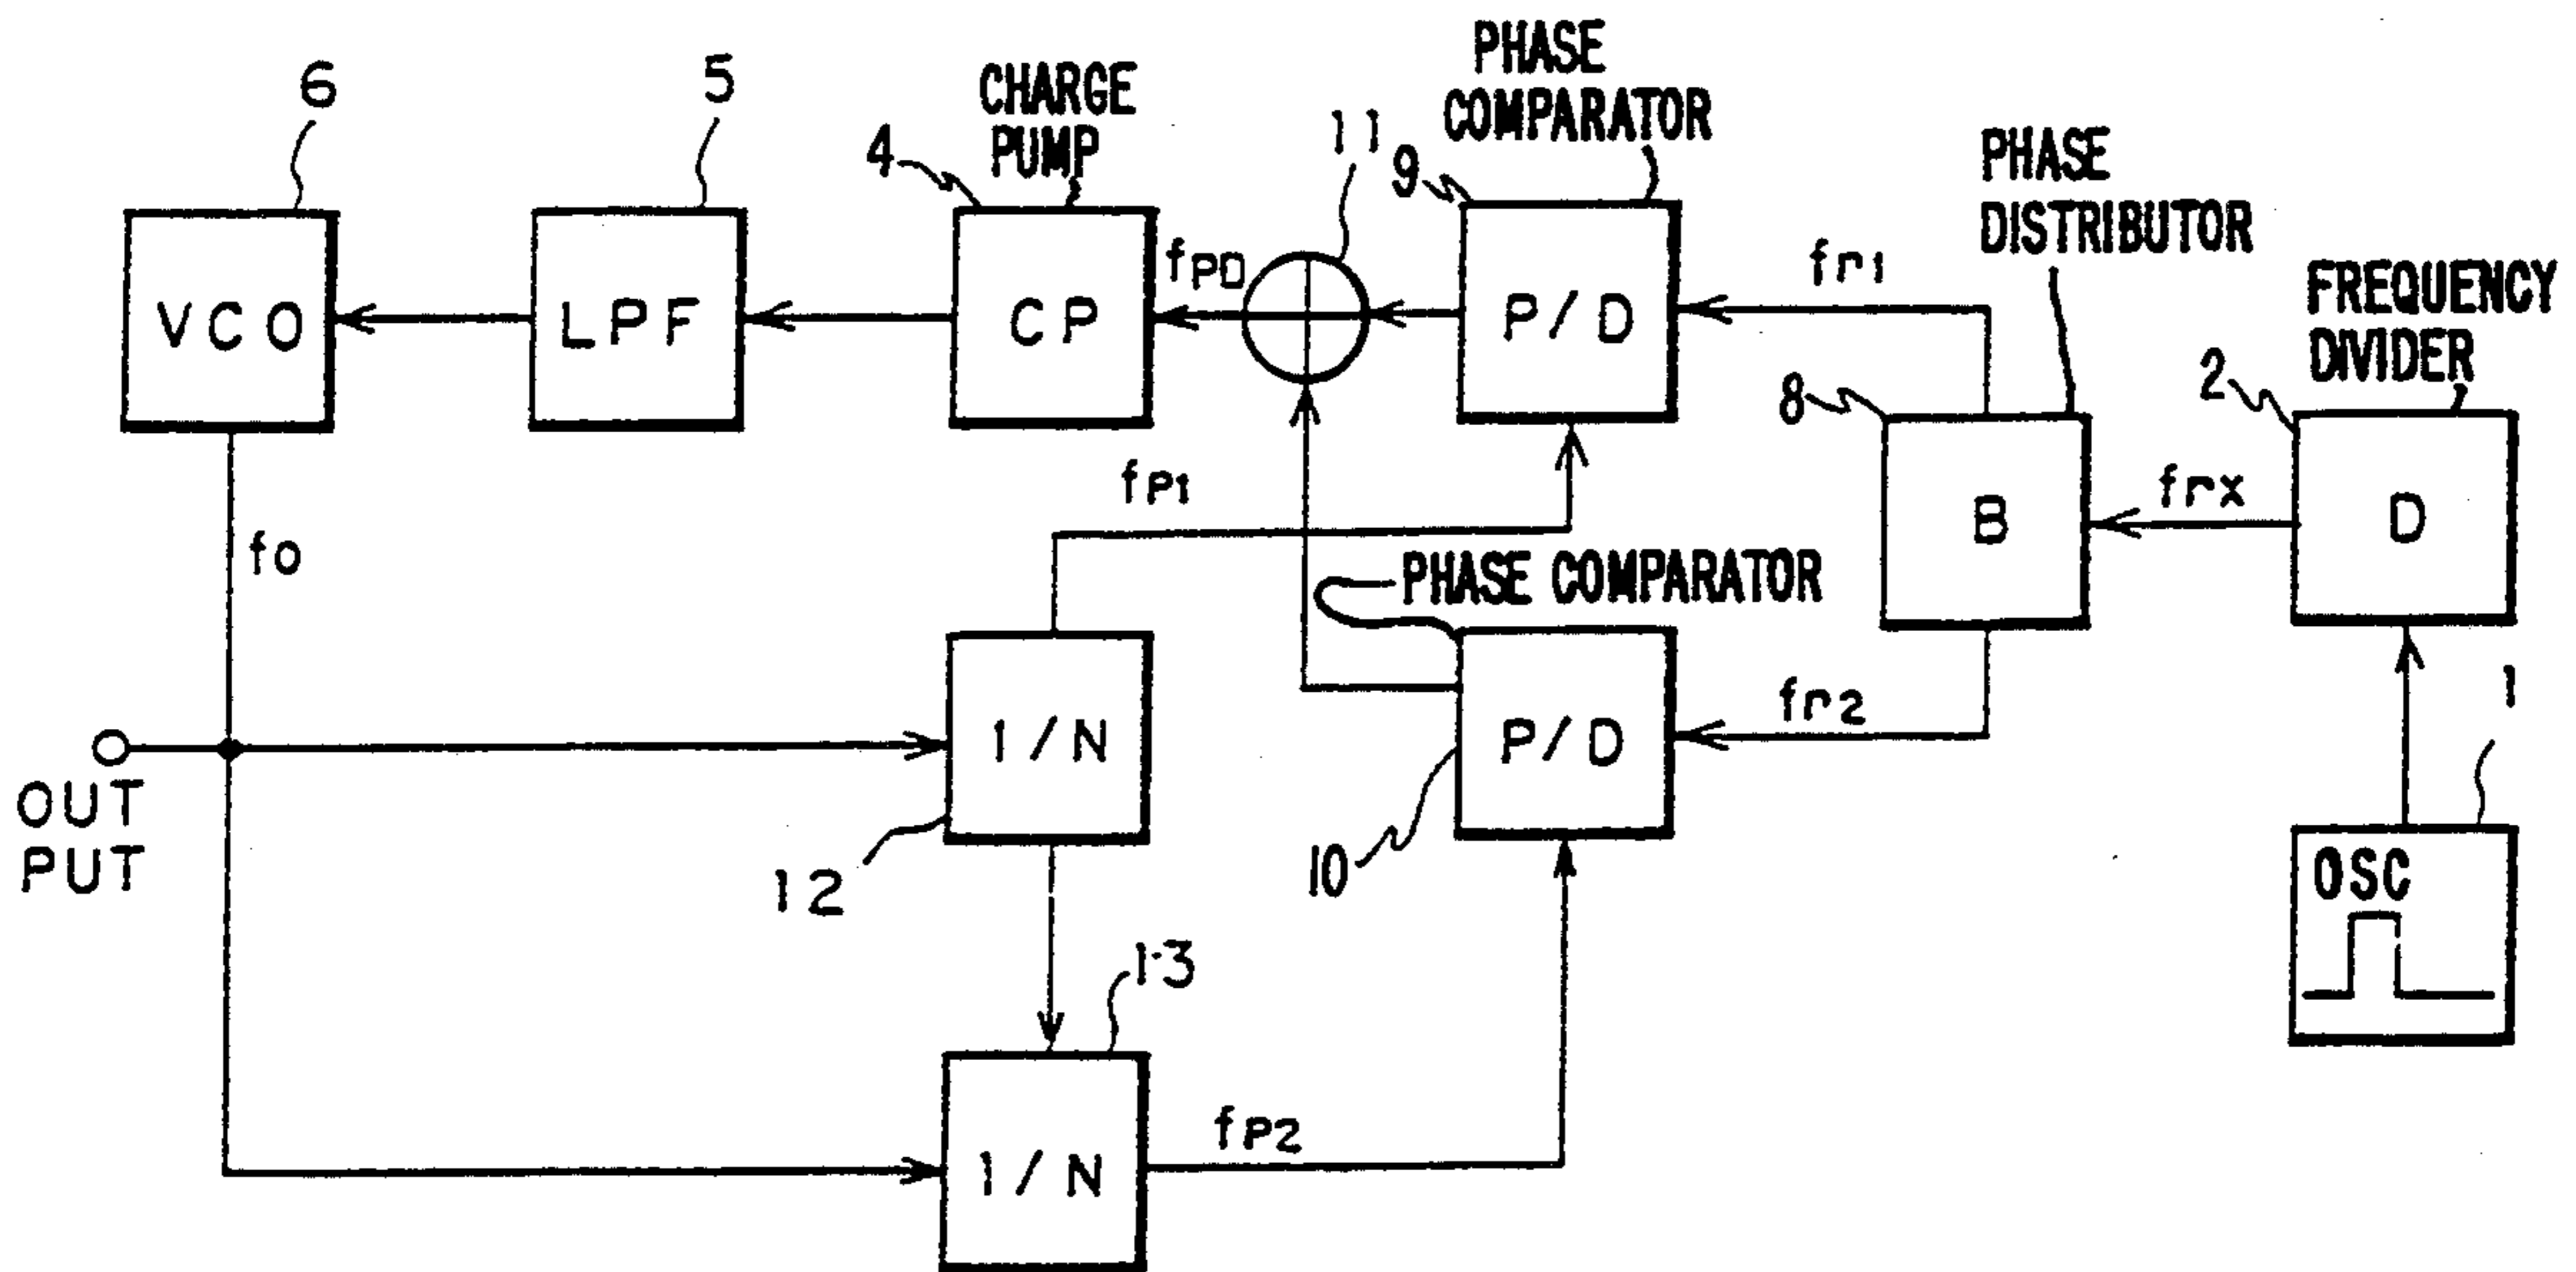 6
5
CHARGE
PUMP
4
11
PHASE
COMPARATOR
9
PHASE
DISTRIBUTOR
8
FREQUENCY
DIVIDER
2
VCO
LPF
CP
fPD
P/D
fr1
B
frx
D
fo
fP1
PHASE COMPARATOR
1/N
12
P/D
10
fr2
1
OSC
OUT
PUT
13
1/N
fP2